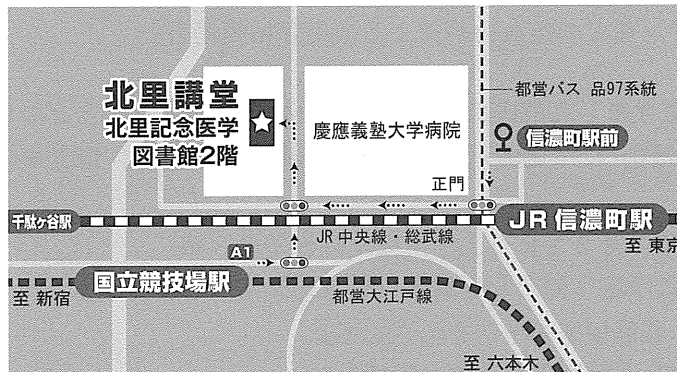 都営バス 品97系統
北里講堂
北里記念医学
図書館2階
慶應義塾大学病院
信濃町駅前
正門
千駄ヶ谷駅
JR 信濃町駅
JR 中央線・総武線
至 東京
A1
国立競技場駅
至 新宿
都営大江戸線
至 六本木